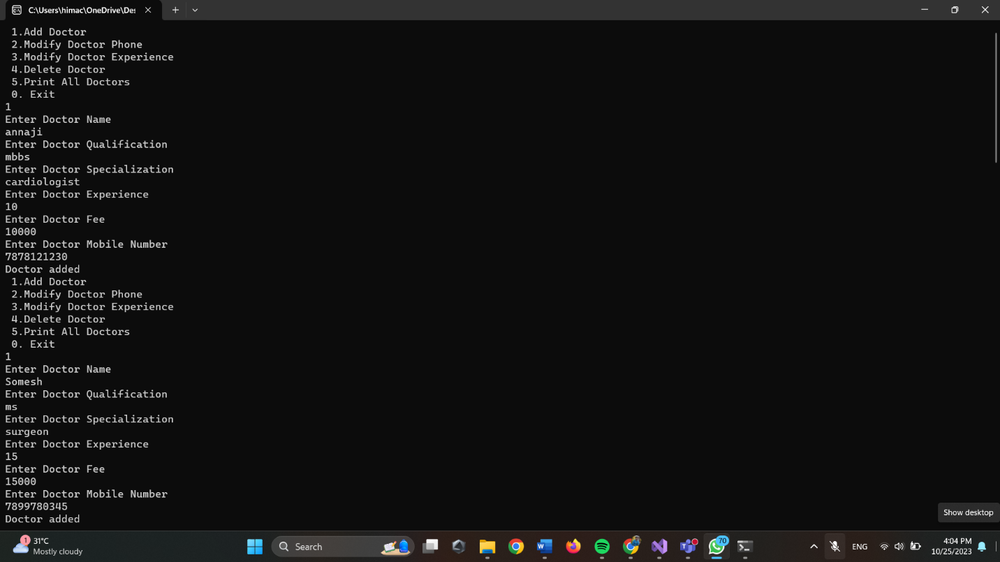 C:\Users\himac\OneDrive\Des
1.Add Doctor
2.Modify Doctor Phone
3.Modify Doctor Experience
4.Delete Doctor
5.Print All Doctors
0. Exit
1
Enter Doctor Name
annaji
Enter Doctor Qualification
mbbs
Enter Doctor Specialization
cardiologist
Enter Doctor Experience
10
Enter Doctor Fee
10000
Enter Doctor Mobile Number
7878121230
Doctor added
1.Add Doctor
2.Modify Doctor Phone
3.Modify Doctor Experience
4.Delete Doctor
5.Print All Doctors
0. Exit
1
Enter Doctor Name
Somesh
Enter Doctor Qualification
ms
Enter Doctor Specialization
surgeon
Enter Doctor Experience
15
Enter Doctor Fee
15000
Enter Doctor Mobile Number
7899780345
Doctor added
Show desktop
1
31°C
Mostly cloudy
Search
70
ENG
4:04 PM
10/25/2023